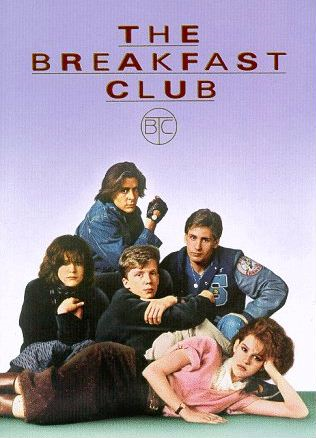 THE
BREAKFAST
CLUB
BTC
S